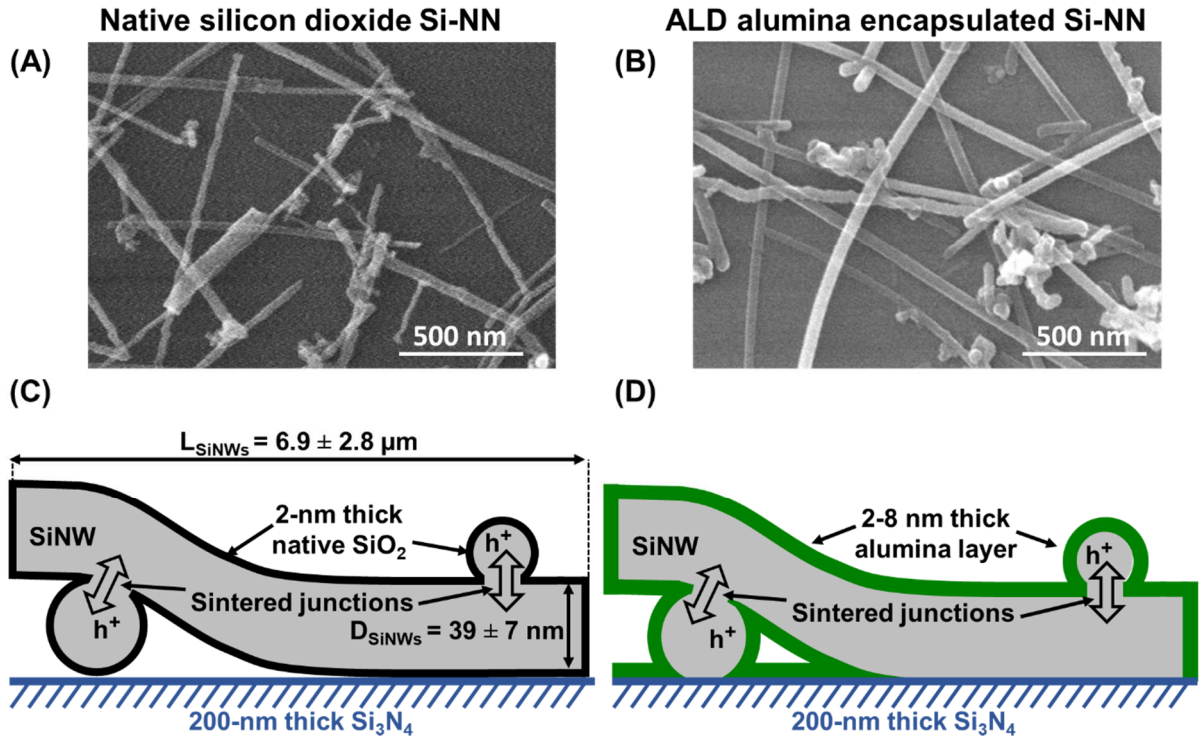 Native silicon dioxide Si-NN
ALD alumina encapsulated Si-NN
(A)
500 nm
(B)
500 nm
(C)
L_SiNWs = 6.9 ± 2.8 µm
2-nm thick
native SiO₂
SiNW
h⁺
Sintered junctions
h⁺
D_SiNWs = 39 ± 7 nm
200-nm thick Si₃N₄
(D)
2-8 nm thick
alumina layer
SiNW
h⁺
Sintered junctions
h⁺
200-nm thick Si₃N₄